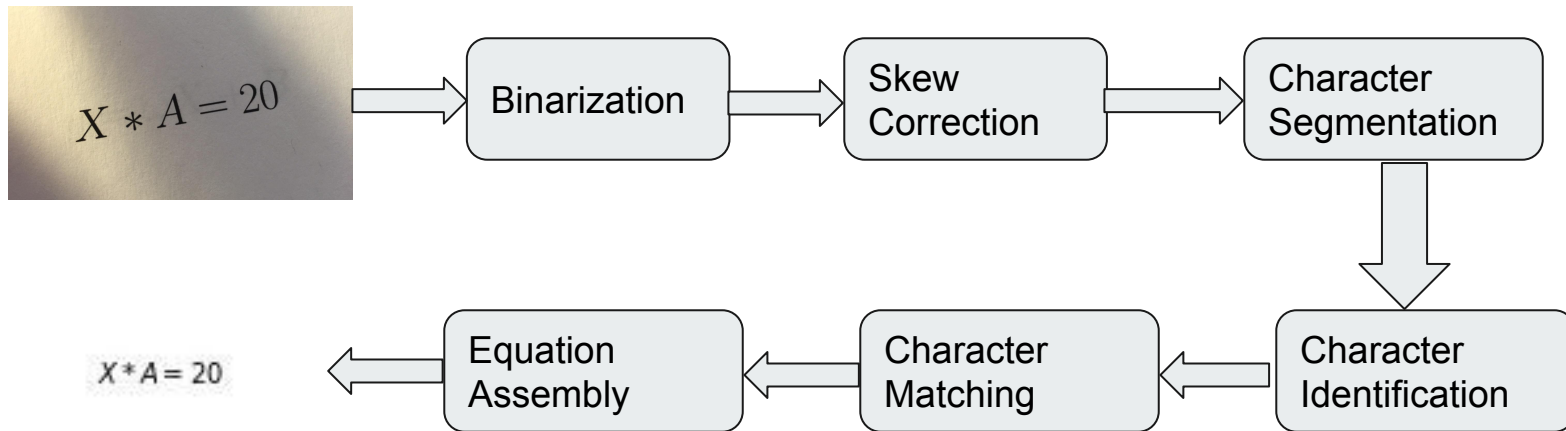 X * A = 20
Binarization
Skew
Correction
Character
Segmentation
Character
Identification
Character
Matching
Equation
Assembly
X * A = 20